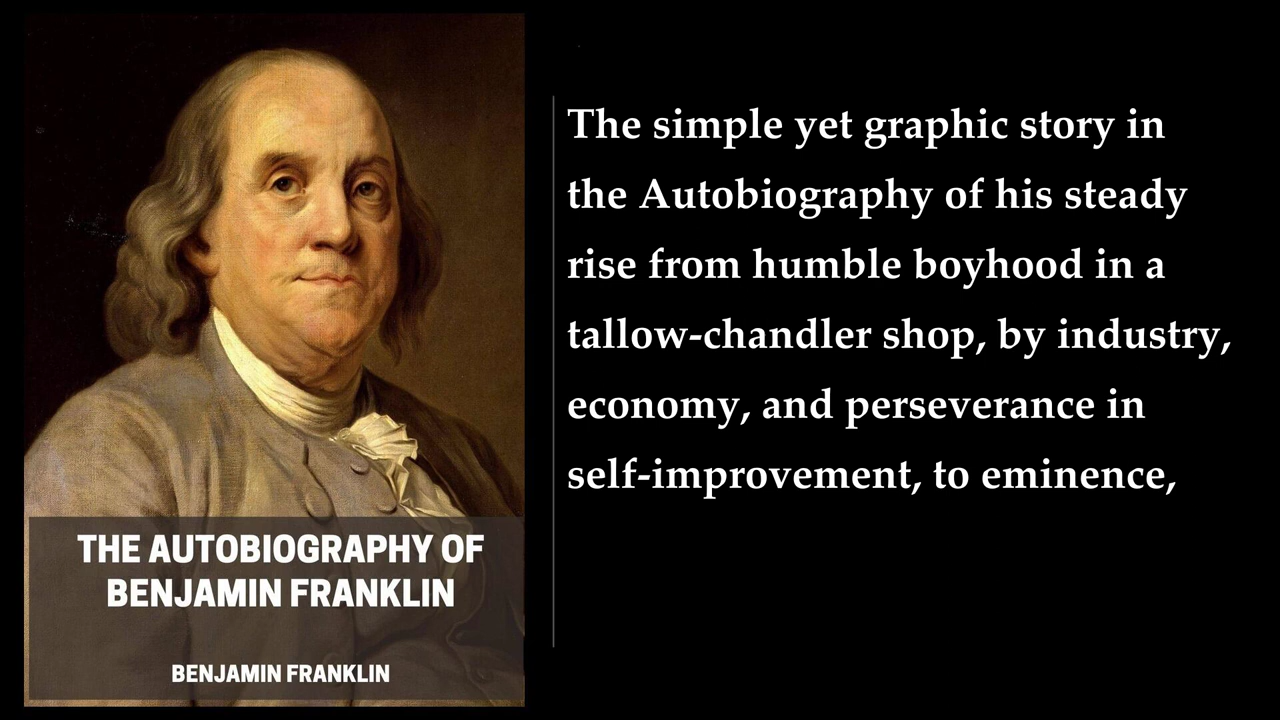 THE AUTOBIOGRAPHY OF
BENJAMIN FRANKLIN
BENJAMIN FRANKLIN
The simple yet graphic story in
the Autobiography of his steady
rise from humble boyhood in a
tallow-chandler shop, by industry,
economy, and perseverance in
self-improvement, to eminence,